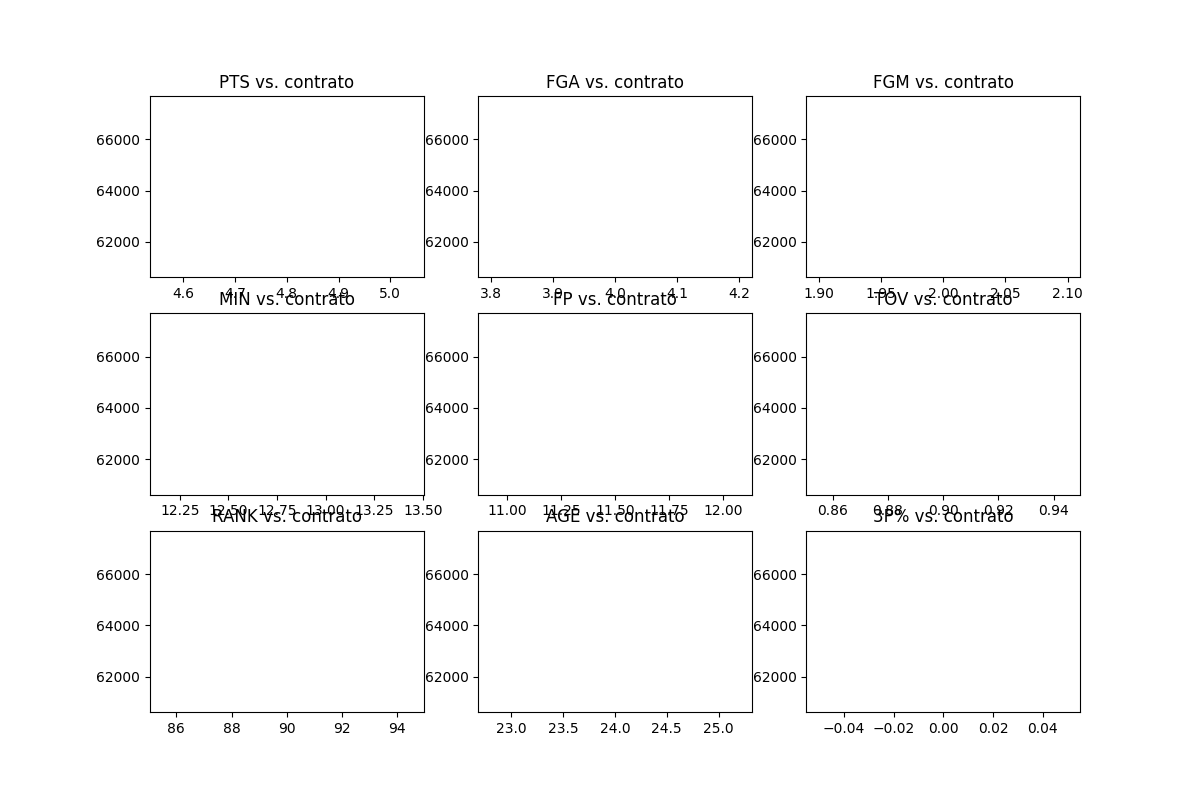 PTS vs. contrato
FGA vs. contrato
FGM vs. contrato
66000
66000
66000
64000
64000
64000
62000
62000
62000
4.6 4.7 4.8 4.9 5.0
3.8 3.9 4.0 4.1 4.2
1.90 1.95 2.00 2.05 2.10
MIN vs. contrato
FP vs. contrato
TOV vs. contrato
66000
66000
66000
64000
64000
64000
62000
62000
62000
12.25 12.50 12.75 13.00 13.25 13.50
11.00 11.25 11.50 11.75 12.00
0.86 0.88 0.90 0.92 0.94
RANK vs. contrato
AGE vs. contrato
3P% vs. contrato
66000
66000
66000
64000
64000
64000
62000
62000
62000
86 88 90 92 94
23.0 23.5 24.0 24.5 25.0
−0.04 −0.02 0.00 0.02 0.04